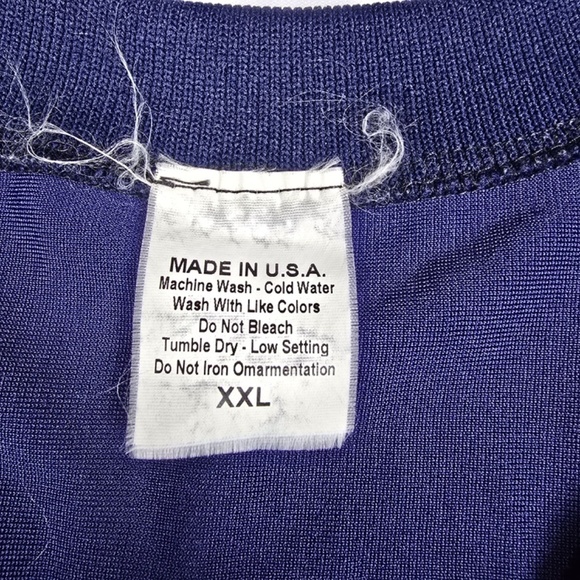 MADE IN U.S.A.
Machine Wash - Cold Water
Wash With Like Colors
Do Not Bleach
Tumble Dry - Low Setting
Do Not Iron Omarmentation
XXL